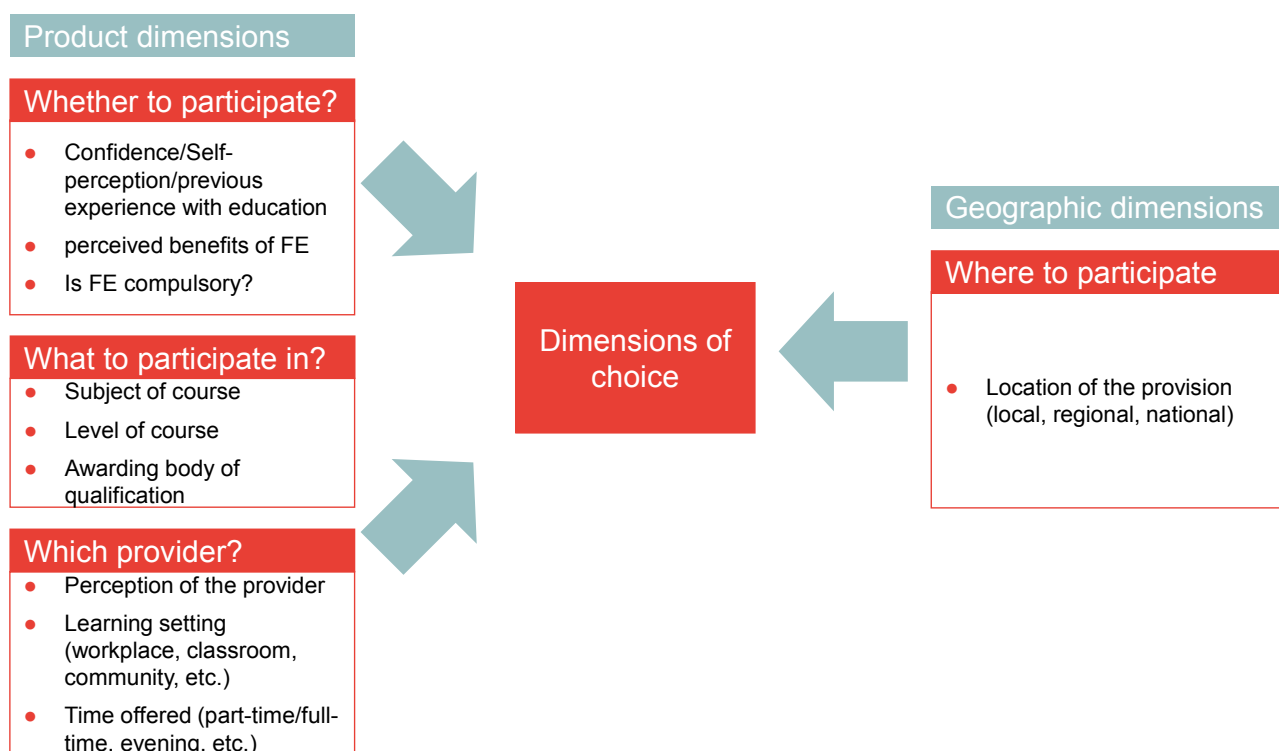 Product dimensions
Whether to participate?
● Confidence/Self-
perception/previous
experience with education
● perceived benefits of FE
● Is FE compulsory?
What to participate in?
● Subject of course
● Level of course
● Awarding body of
qualification
Which provider?
● Perception of the provider
● Learning setting
(workplace, classroom,
community, etc.)
● Time offered (part-time/full-
time, evening, etc.)
Dimensions of
choice
Geographic dimensions
Where to participate
● Location of the provision
(local, regional, national)